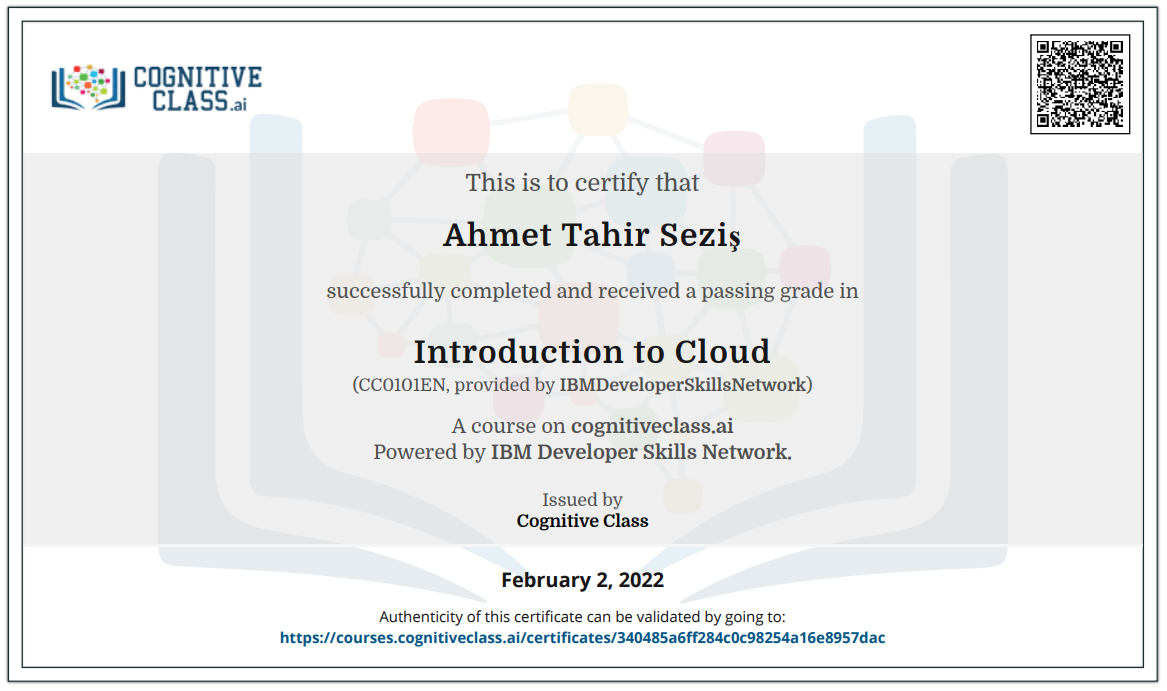 COGNITIVE
CLASS.ai
This is to certify that
Ahmet Tahir Seziş
successfully completed and received a passing grade in
Introduction to Cloud
(CC0101EN, provided by IBMDeveloperSkillsNetwork)
A course on cognitiveclass.ai
Powered by IBM Developer Skills Network.
Issued by
Cognitive Class
February 2, 2022
Authenticity of this certificate can be validated by going to:
https://courses.cognitiveclass.ai/certificates/340485a6ff284c0c98254a16e8957dac